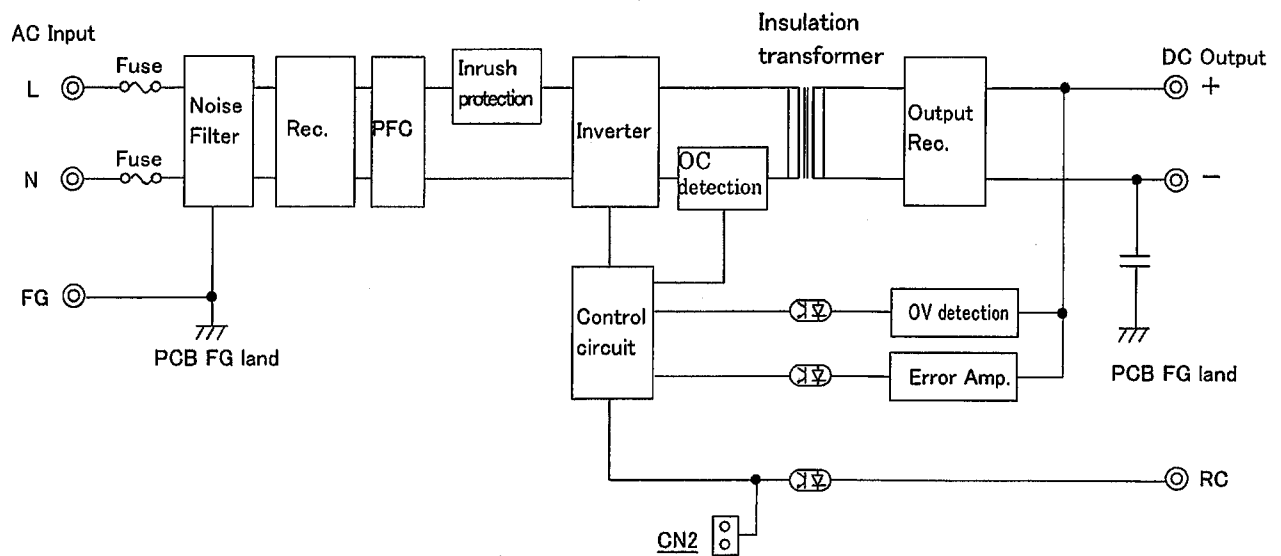 AC Input
Insulation
transformer
DC Output
L
Fuse
Noise
Filter
Rec.
PFC
Inrush
protection
Inverter
OC
detection
Output
Rec.
+
N
Fuse
−
FG
PCB FG land
Control
circuit
OV detection
Error Amp.
PCB FG land
RC
CN2